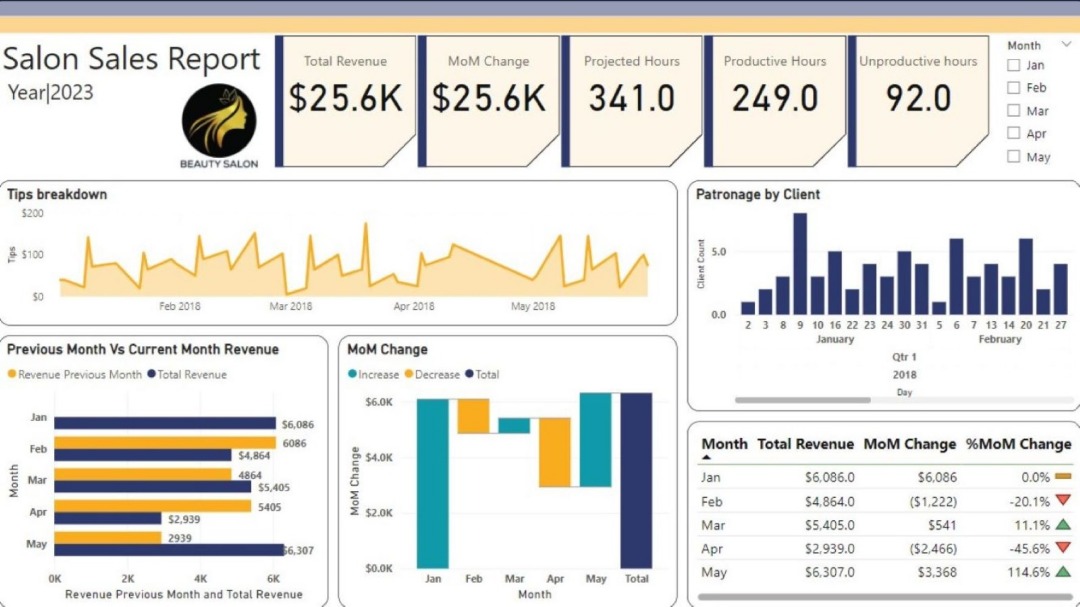 Salon Sales Report
Year|2023
BEAUTY SALON
Total Revenue
$25.6K
MoM Change
$25.6K
Projected Hours
341.0
Productive Hours
249.0
Unproductive hours
92.0
Month
Jan
Feb
Mar
Apr
May
Tips breakdown
Tips
$200
$100
$0
Feb 2018 Mar 2018 Apr 2018 May 2018
Patronage by Client
Client Count
5.0
0.0
2 3 8 9 10 16 22 23 24 30 31 5 6 7 13 14 20 21 27
January February
Qtr 1
2018
Day
Previous Month Vs Current Month Revenue
Revenue Previous Month Total Revenue
Month
Jan $6,086
Feb 6086
$4,864
Mar 4864
$5,405
Apr 5405
$2,939
May 2939
$6,307
0K 2K 4K 6K
Revenue Previous Month and Total Revenue
MoM Change
Increase Decrease Total
MoM Change
$6.0K
$4.0K
$2.0K
$0.0K
Jan Feb Mar Apr May Total
Month
Month Total Revenue MoM Change %MoM Change
Jan $6,086.0 $6,086 0.0%
Feb $4,864.0 ($1,222) -20.1%
Mar $5,405.0 $541 11.1%
Apr $2,939.0 ($2,466) -45.6%
May $6,307.0 $3,368 114.6%